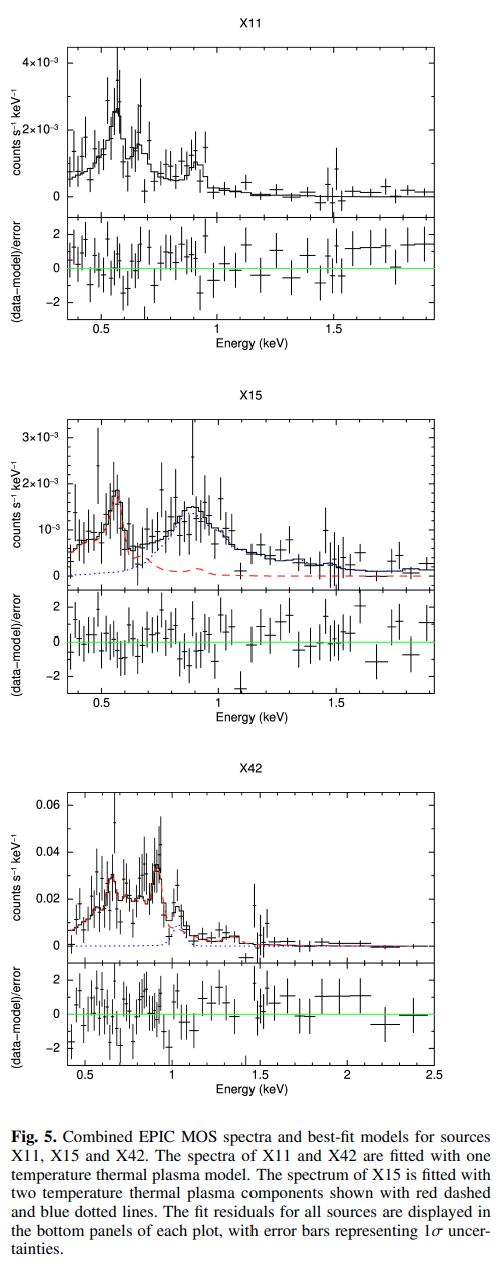 X11
counts s⁻¹ keV⁻¹
4×10⁻³
2×10⁻³
0
(data−model)/error
2
0
−2
0.5 1 1.5
Energy (keV)
X15
counts s⁻¹ keV⁻¹
3×10⁻³
2×10⁻³
10⁻³
0
(data−model)/error
2
0
−2
0.5 1 1.5
Energy (keV)
X42
counts s⁻¹ keV⁻¹
0.06
0.04
0.02
0
(data−model)/error
2
0
−2
0.5 1 1.5 2 2.5
Energy (keV)
Fig. 5. Combined EPIC MOS spectra and best-fit models for sources
X11, X15 and X42. The spectra of X11 and X42 are fitted with one
temperature thermal plasma model. The spectrum of X15 is fitted with
two temperature thermal plasma components shown with red dashed
and blue dotted lines. The fit residuals for all sources are displayed in
the bottom panels of each plot, with error bars representing 1σ uncer-
tainties.